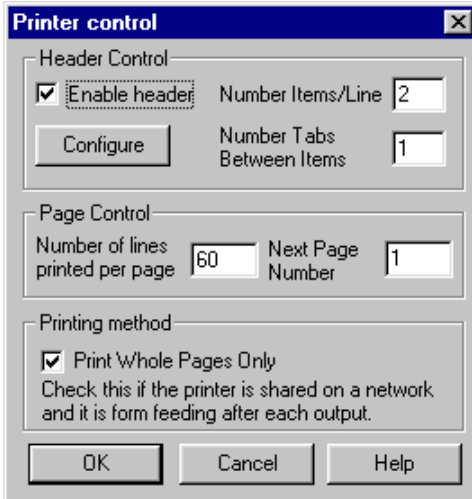 Printer control
Header Control
Enable header
Number Items/Line 2
Configure
Number Tabs
Between Items 1
Page Control
Number of lines
printed per page 60
Next Page
Number 1
Printing method
Print Whole Pages Only
Check this if the printer is shared on a network
and it is form feeding after each output.
OK Cancel Help